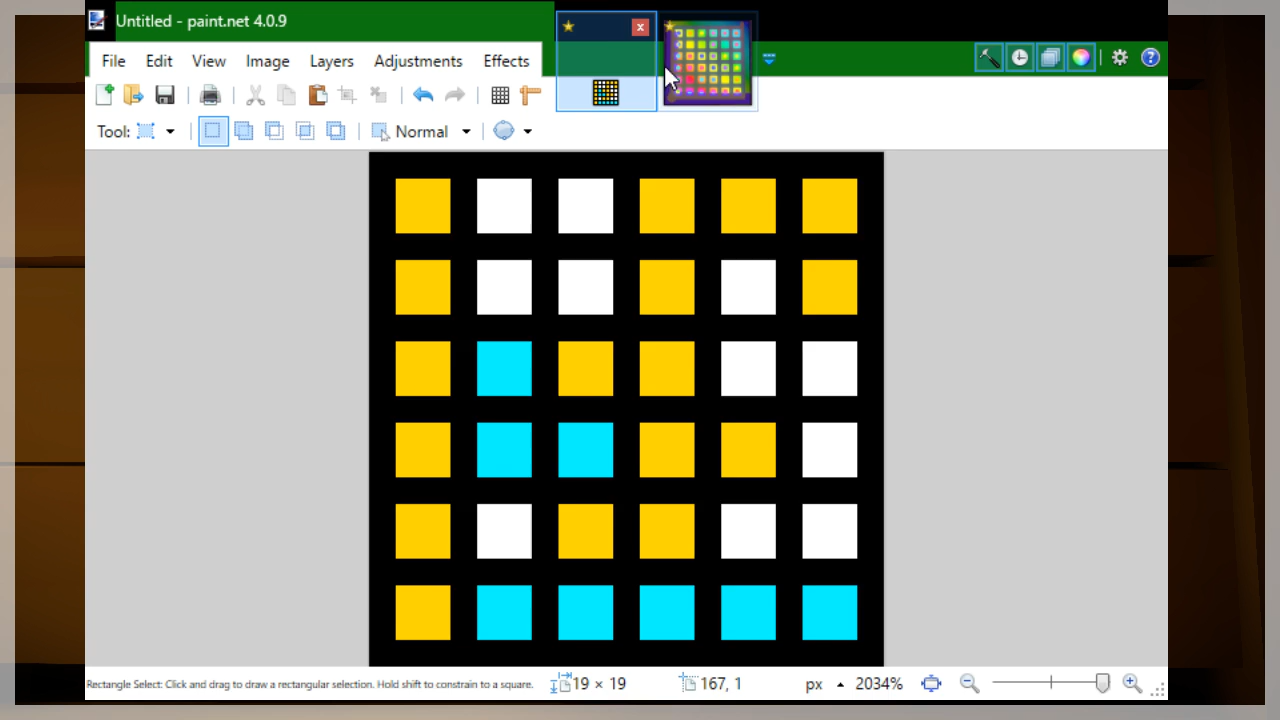 Untitled - paint.net 4.0.9
File Edit View Image Layers Adjustments Effects
Tool: Normal
Rectangle Select: Click and drag to draw a rectangular selection. Hold shift to constrain to a square. 19 × 19 167, 1 px 2034%